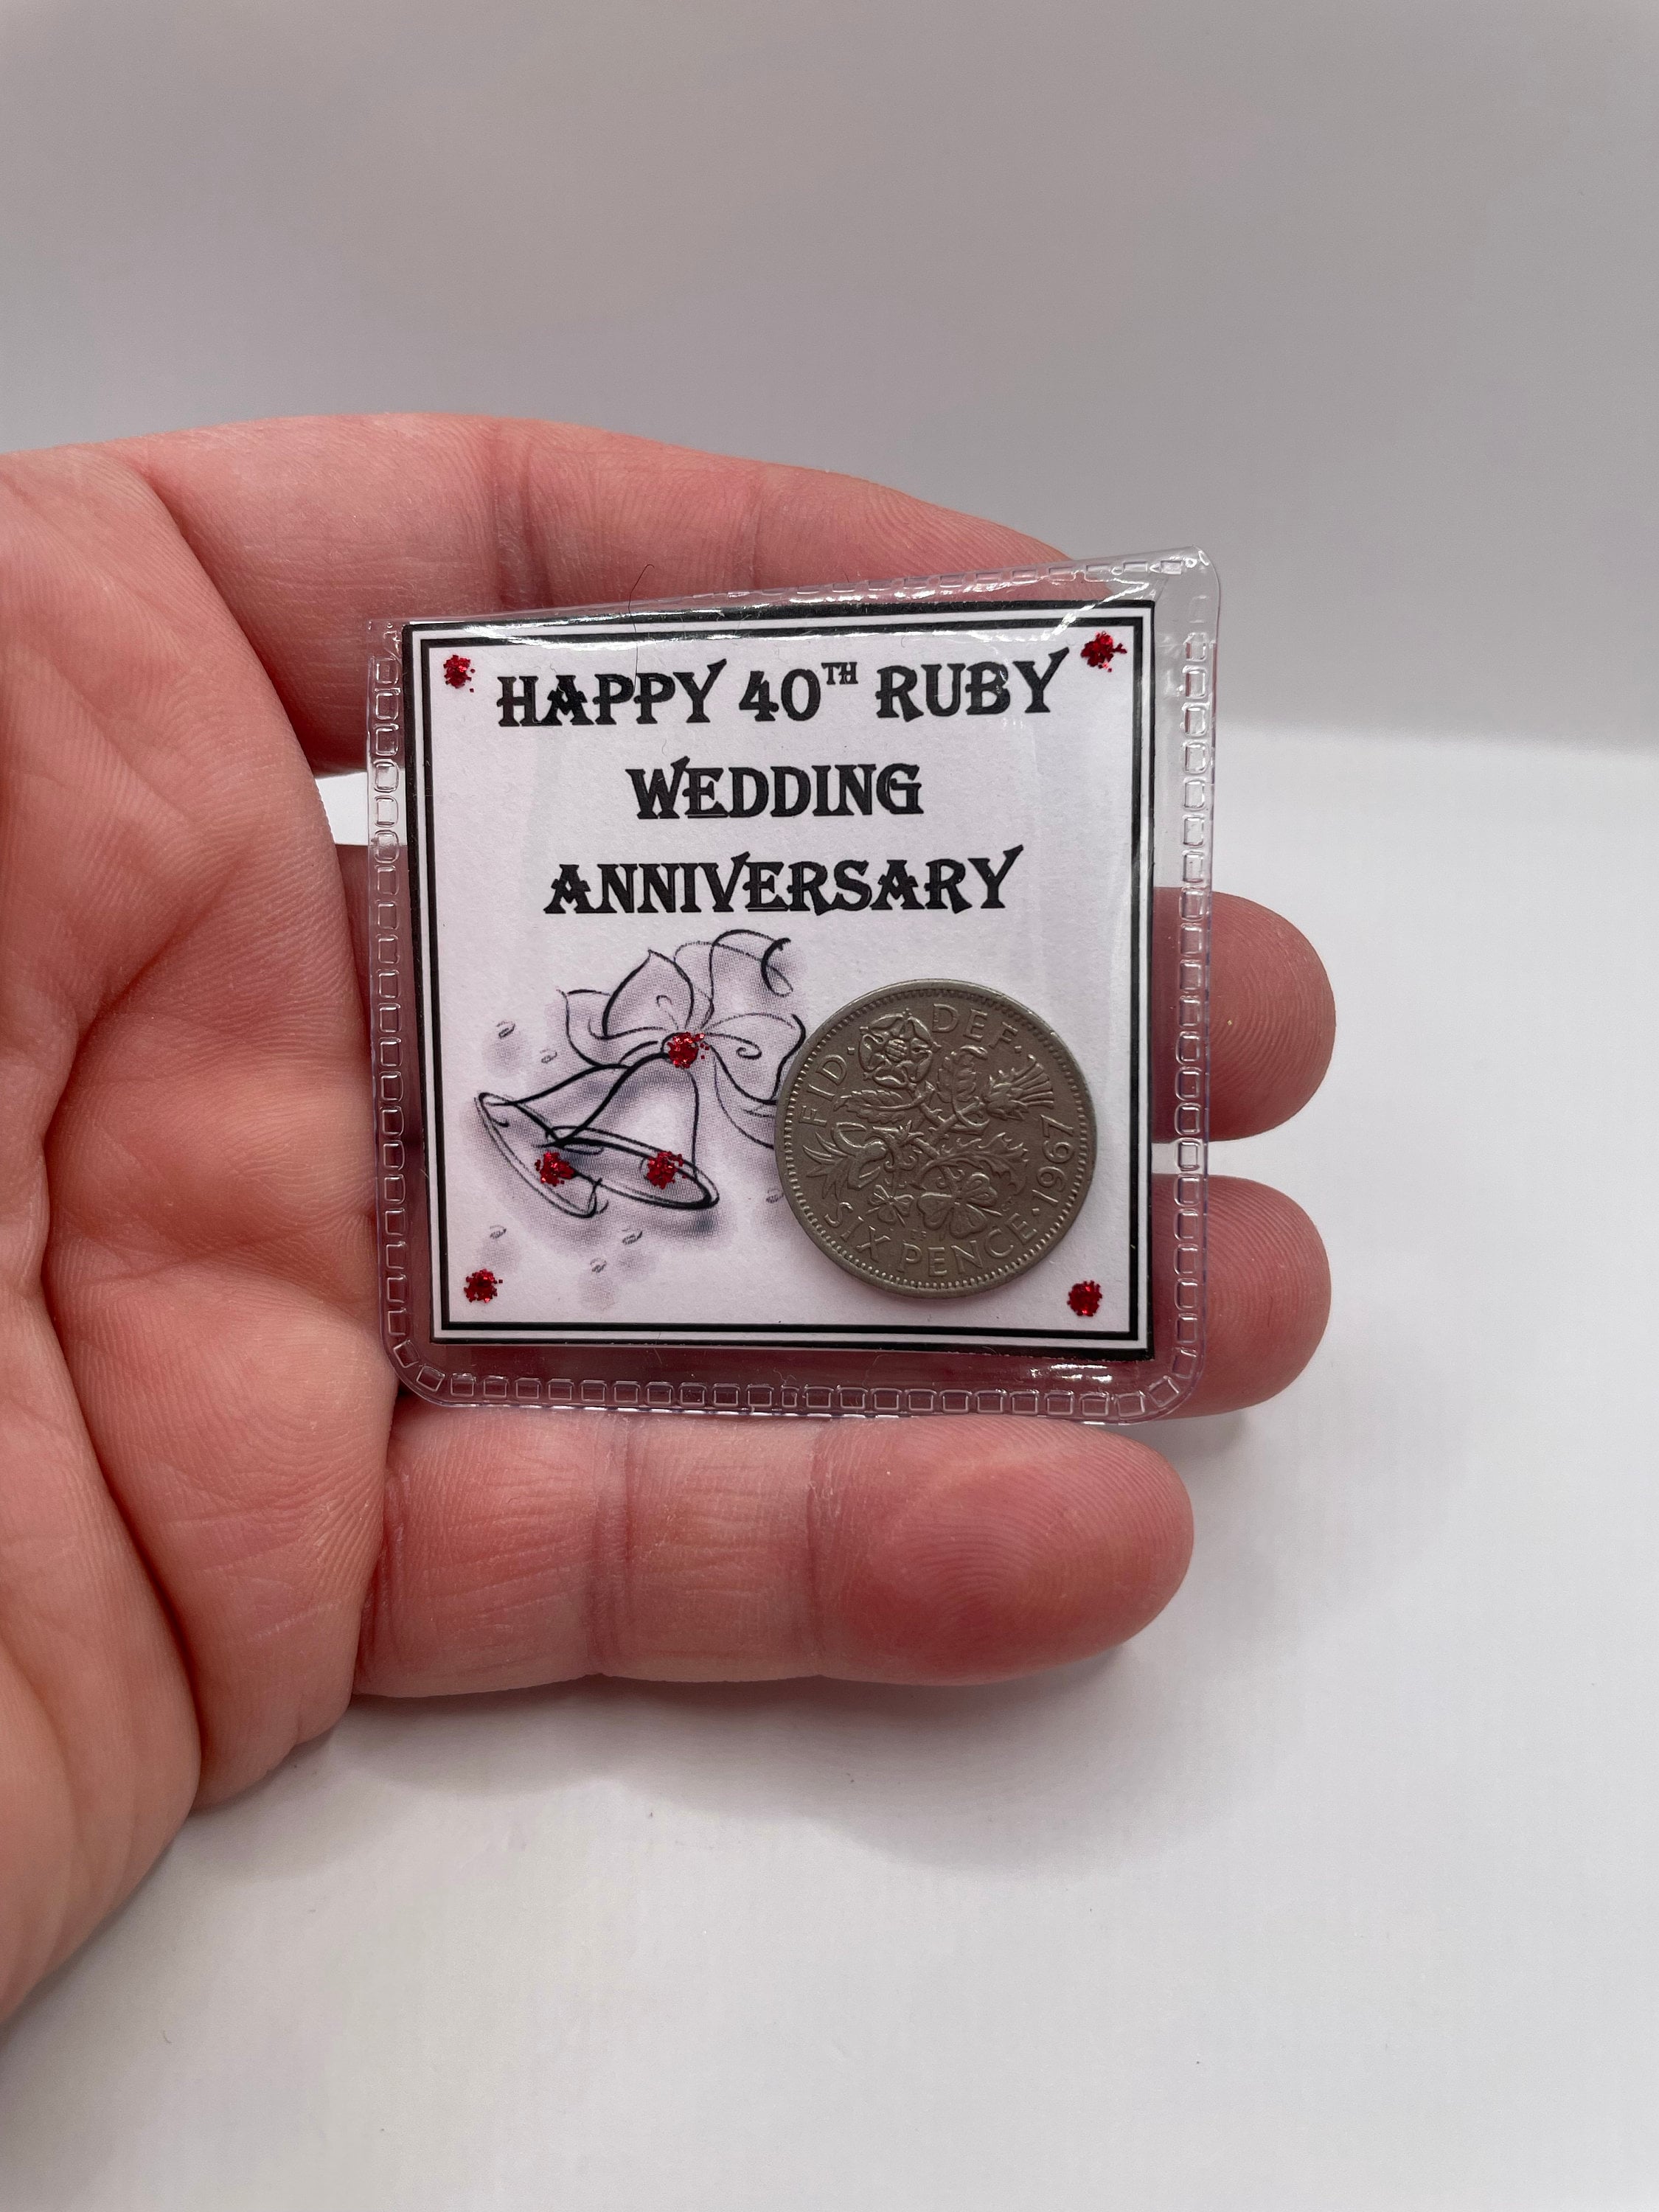 HAPPY 40TH RUBY
WEDDING
ANNIVERSARY
FID · DEF ·
SIX PENCE · 1967